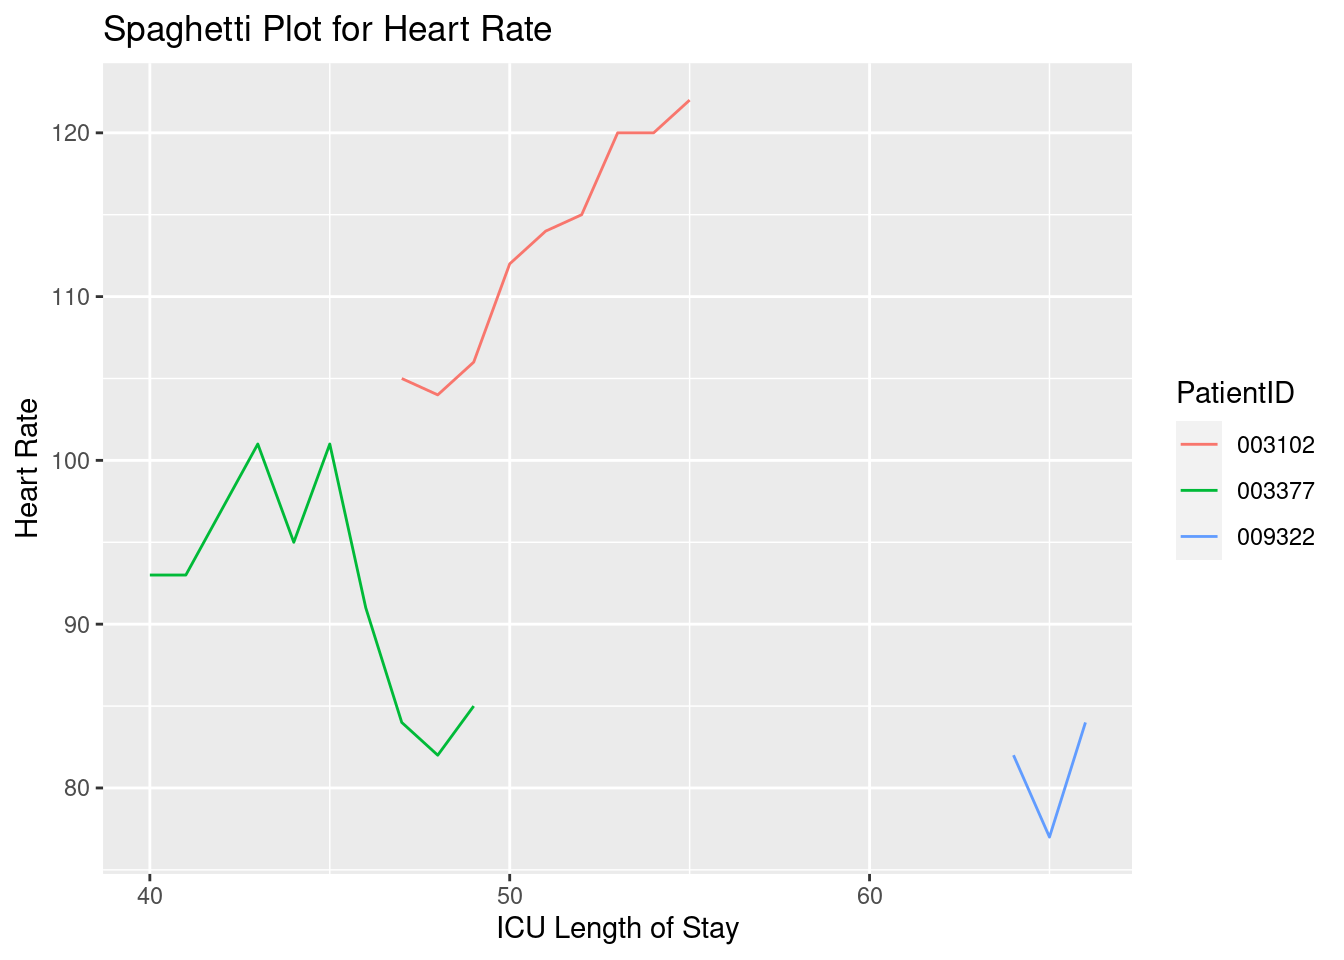 Spaghetti Plot for Heart Rate
120
110
100
90
80
Heart Rate
40 50 60
ICU Length of Stay
PatientID
003102
003377
009322